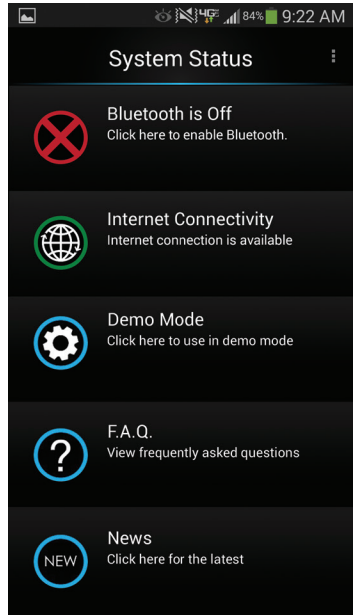 4G 84% 9:22 AM
System Status
Bluetooth is Off
Click here to enable Bluetooth.
Internet Connectivity
Internet connection is available
Demo Mode
Click here to use in demo mode
?
F.A.Q.
View frequently asked questions
NEW
News
Click here for the latest